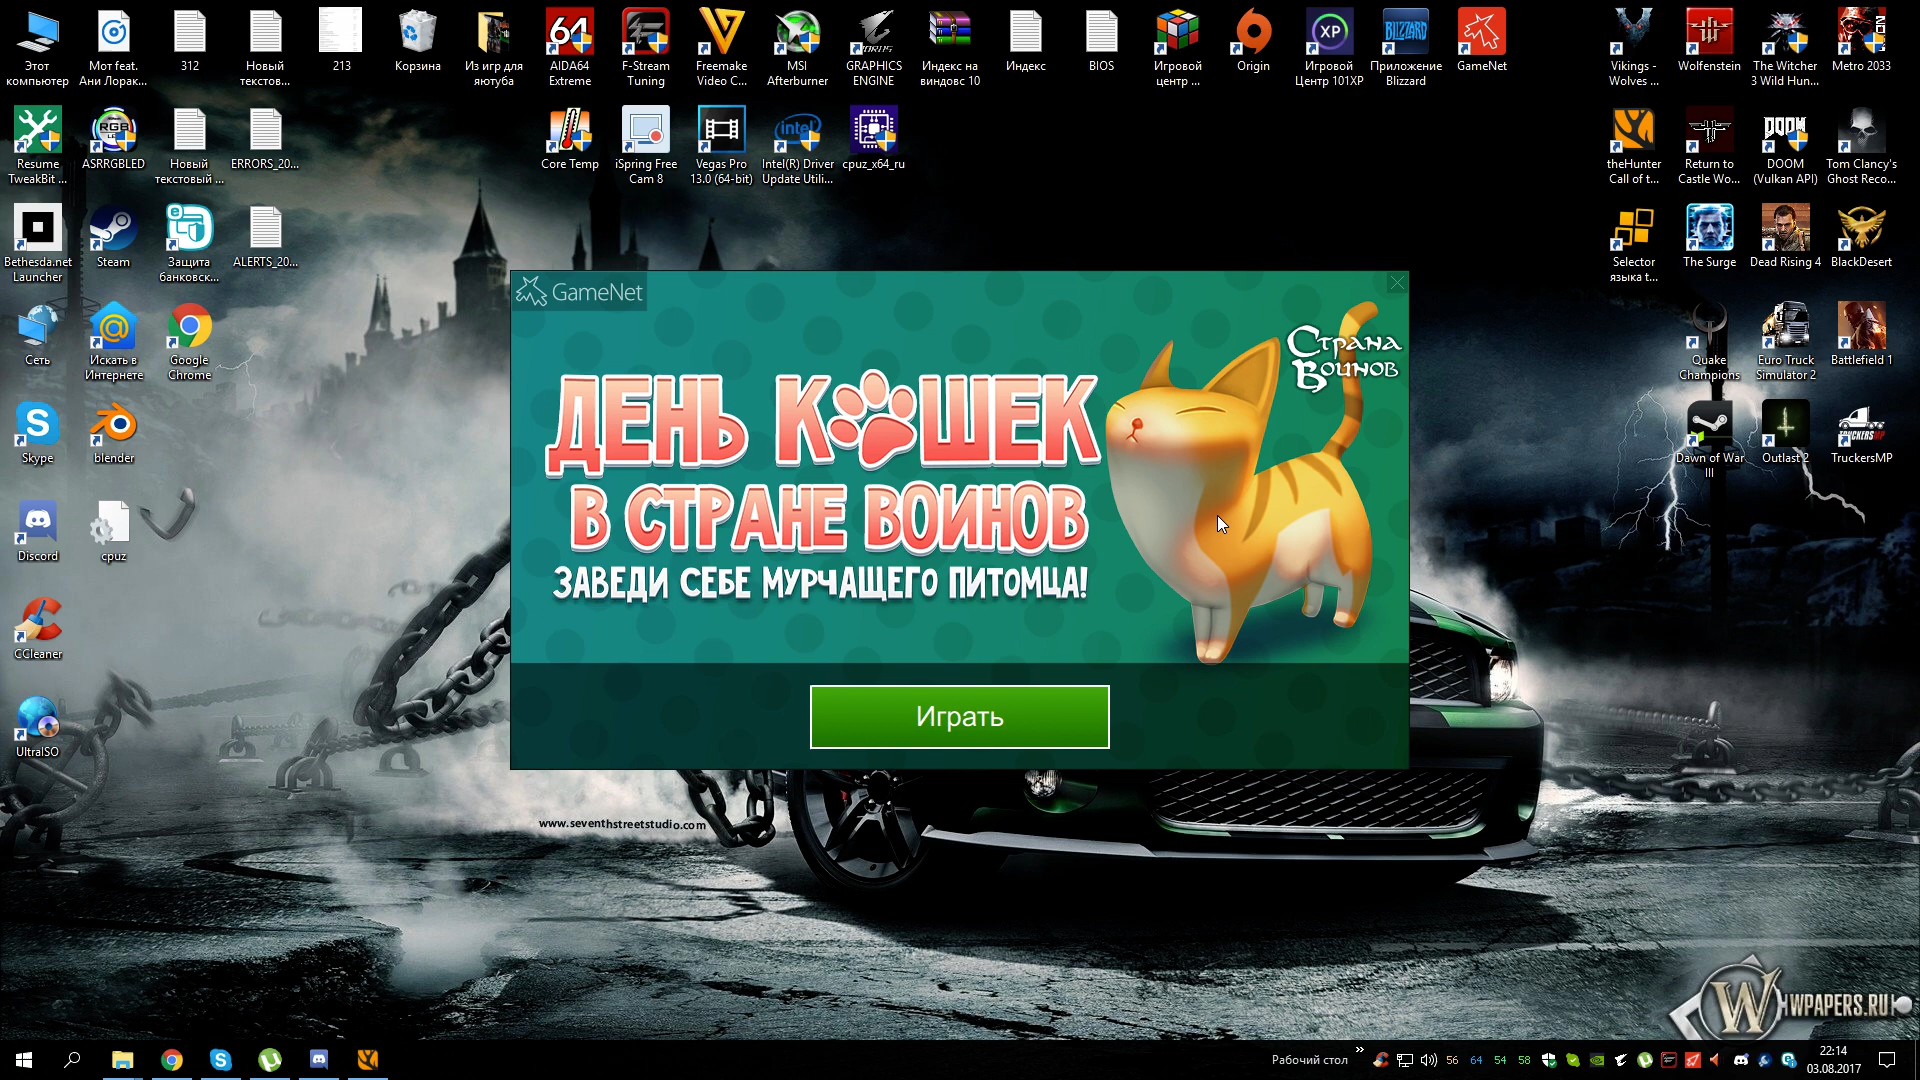 Этот компьютер
Мот feat. Ани Лорак...
312
Новый текстов...
213
Корзина
Из игр для яютуба
AIDA64 Extreme
F-Stream Tuning
Freemake Video C...
MSI Afterburner
GRAPHICS ENGINE
Индекс на виндовс 10
Индекс
BIOS
Игровой центр ...
Origin
Игровой Центр 101XP
Приложение Blizzard
GameNet
Vikings - Wolves ...
Wolfenstein
The Witcher 3 Wild Hun...
Metro 2033
Resume TweakBit ...
ASRRGBLED
Новый текстовый ...
ERRORS_20...
Core Temp
iSpring Free Cam 8
Vegas Pro 13.0 (64-bit)
Intel(R) Driver Update Utili...
cpuz_x64_ru
theHunter Call of t...
Return to Castle Wo...
DOOM (Vulkan API)
Tom Clancy's Ghost Reco...
Bethesda.net Launcher
Steam
Защита банковск...
ALERTS_20...
Selector языка t...
The Surge
Dead Rising 4
BlackDesert
Сеть
Искать в Интернете
Google Chrome
Quake Champions
Euro Truck Simulator 2
Battlefield 1
Skype
blender
Dawn of War III
Outlast 2
TruckersMP
Discord
cpuz
CCleaner
UltraISO
GameNet
Страна Воинов
ДЕНЬ КОШЕК
В СТРАНЕ ВОИНОВ
ЗАВЕДИ СЕБЕ МУРЧАЩЕГО ПИТОМЦА!
Играть
www.seventhstreetstudio.com
WPAPERS.RU
Рабочий стол
56 64 54 58
22:14
03.08.2017